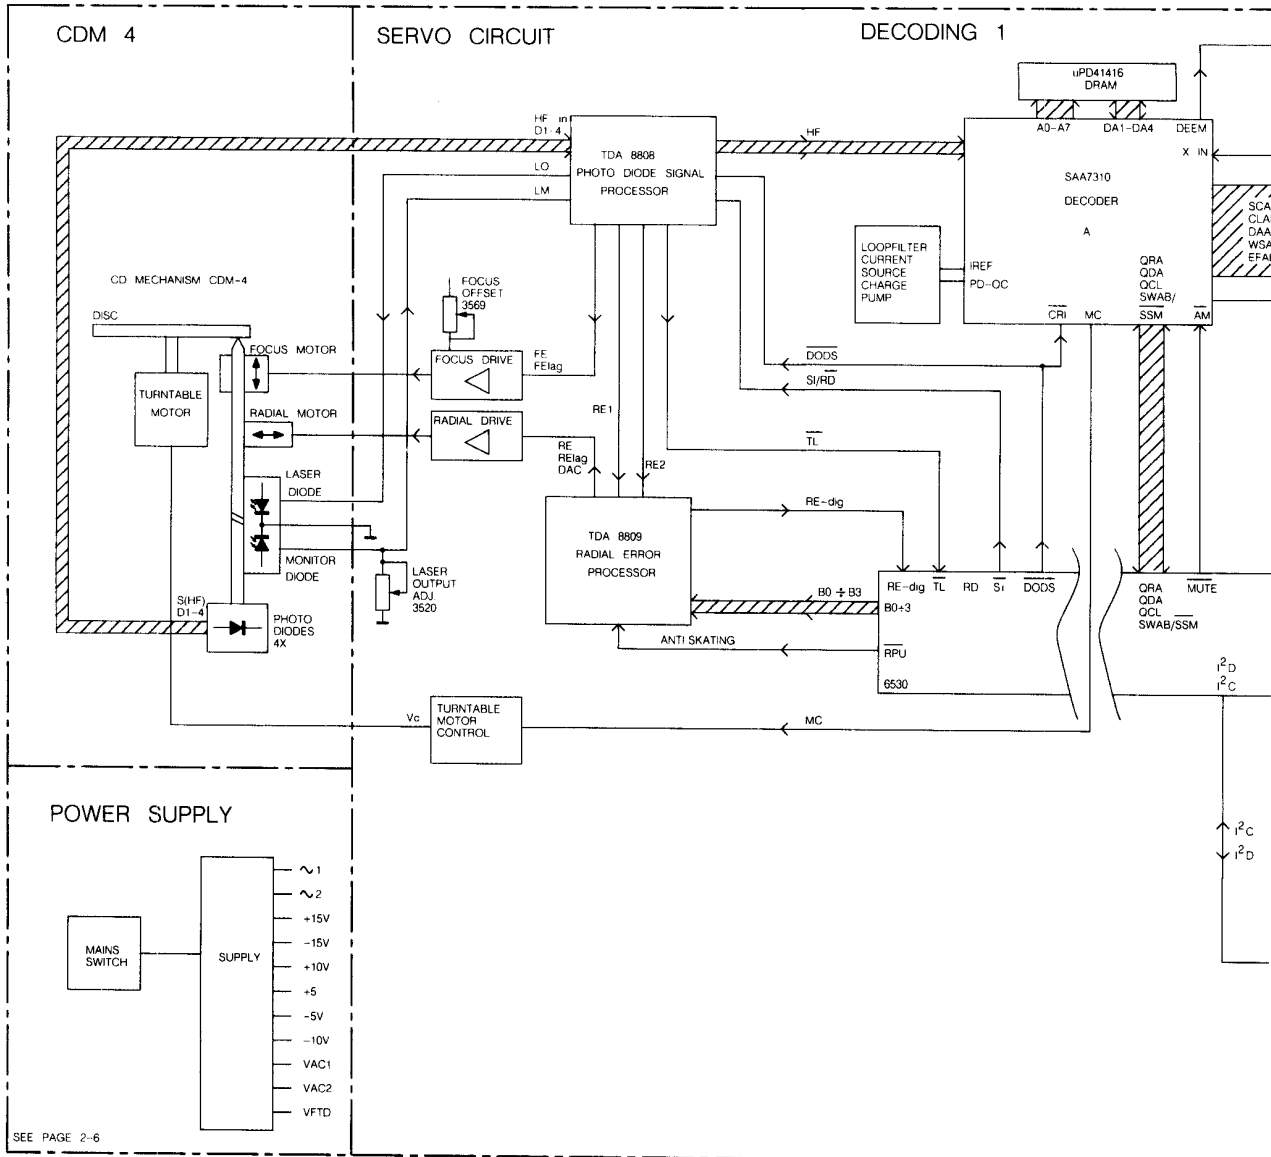 CDM 4
SERVO CIRCUIT
DECODING 1
uPD41416
DRAM
A0-A7
DA1-DA4
DEEM
X IN
HF in
D1-4
HF
TDA 8808
PHOTO DIODE SIGNAL
PROCESSOR
LO
LM
SAA7310
DECODER
A
SCA
CLA
DAA
WSA
EFA
LOOPFILTER
CURRENT
SOURCE
CHARGE
PUMP
IREF
PD-OC
QRA
QDA
QCL
SWAB/
SSM
CRI
MC
AM
CD MECHANISM CDM-4
DISC
FOCUS
OFFSET
3569
FOCUS MOTOR
FOCUS DRIVE
FE
FElag
DODS
SI/RD
TURNTABLE
MOTOR
RADIAL MOTOR
RADIAL DRIVE
RE
RElag
DAC
RE1
RE2
TL
LASER
DIODE
MONITOR
DIODE
RE-dig
TDA 8809
RADIAL ERROR
PROCESSOR
LASER
OUTPUT
ADJ.
3520
S(HF)
D1-4
PHOTO
DIODES
4X
B0 ÷ B3
ANTI SKATING
RE-dig TL RD SI DODS
B0÷3
RPU
6530
QRA
QDA
QCL
SWAB/SSM
MUTE
I²D
I²C
Vc
TURNTABLE
MOTOR
CONTROL
MC
I²C
I²D
POWER SUPPLY
MAINS
SWITCH
SUPPLY
∿1
∿2
+15V
-15V
+10V
+5
-5V
-10V
VAC1
VAC2
VFTD
SEE PAGE 2-6